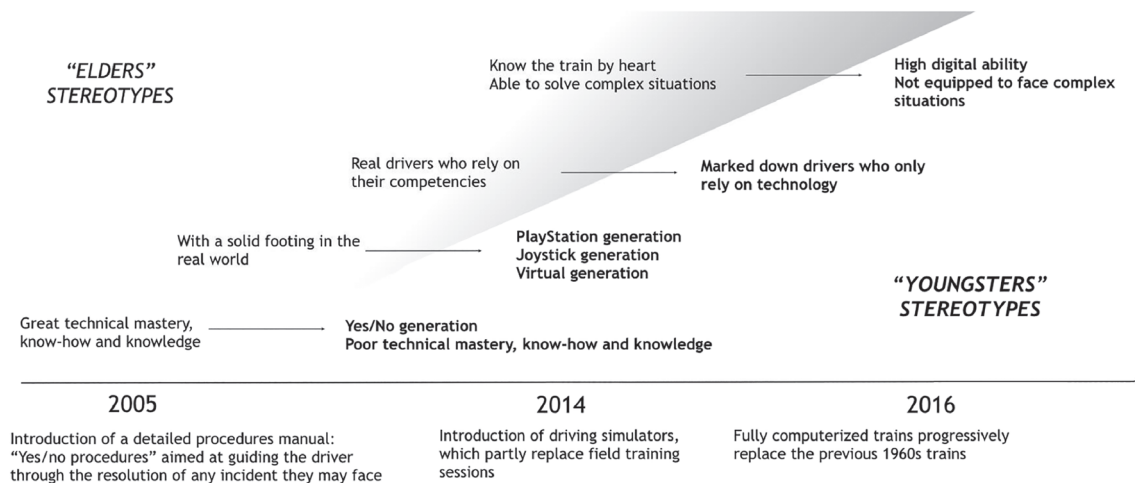 "ELDERS"
STEREOTYPES
Know the train by heart
Able to solve complex situations
High digital ability
Not equipped to face complex
situations
Real drivers who rely on
their competencies
Marked down drivers who only
rely on technology
With a solid footing in the
real world
PlayStation generation
Joystick generation
Virtual generation
"YOUNGSTERS"
STEREOTYPES
Great technical mastery,
know-how and knowledge
Yes/No generation
Poor technical mastery, know-how and knowledge
2005
Introduction of a detailed procedures manual:
"Yes/no procedures" aimed at guiding the driver
through the resolution of any incident they may face
2014
Introduction of driving simulators,
which partly replace field training
sessions
2016
Fully computerized trains progressively
replace the previous 1960s trains